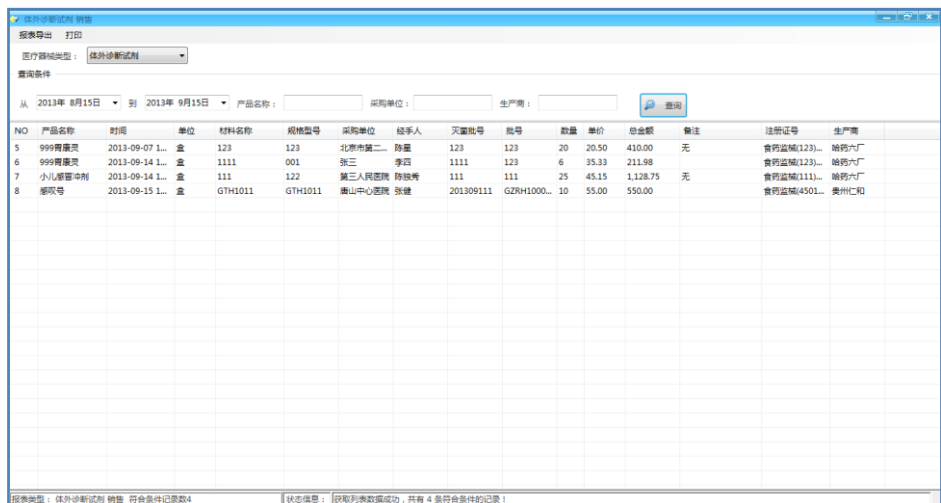 体外诊断试剂 销售
报表导出 打印
医疗器械类型： 体外诊断试剂
查询条件
从 2013年 8月15日 到 2013年 9月15日 产品名称： 采购单位： 生产商： 查询
NO 产品名称 时间 单位 材料名称 规格型号 采购单位 经手人 灭菌批号 批号 数量 单价 总金额 备注 注册证号 生产商
5 999胃康灵 2013-09-07 1... 盒 123 123 北京市第二... 陈星 123 123 20 20.50 410.00 无 食药监械(123)... 哈药六厂
6 999胃康灵 2013-09-14 1... 盒 1111 001 张三 李四 1111 123 6 35.33 211.98 食药监械(123)... 哈药六厂
7 小儿感冒冲剂 2013-09-14 1... 盒 111 122 第三人民医院 陈独秀 111 111 25 45.15 1,128.75 无 食药监械(111)... 哈药六厂
8 感叹号 2013-09-15 1... 盒 GTH1011 GTH1011 唐山中心医院 张健 201309111 GZRH1000... 10 55.00 550.00 食药监械(4501... 贵州仁和
报表类型： 体外诊断试剂 销售 符合条件记录数4 状态信息： 获取列表数据成功，共有 4 条符合条件的记录！